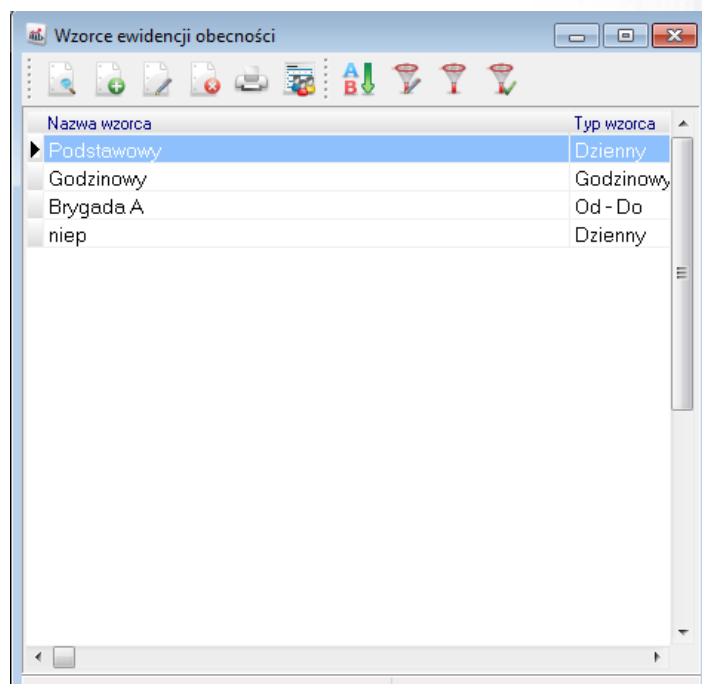 Wzorce ewidencji obecności
A
B
Nazwa wzorca Typ wzorca
Podstawowy Dzienny
Godzinowy Godzinowy
Brygada A Od - Do
niep Dzienny